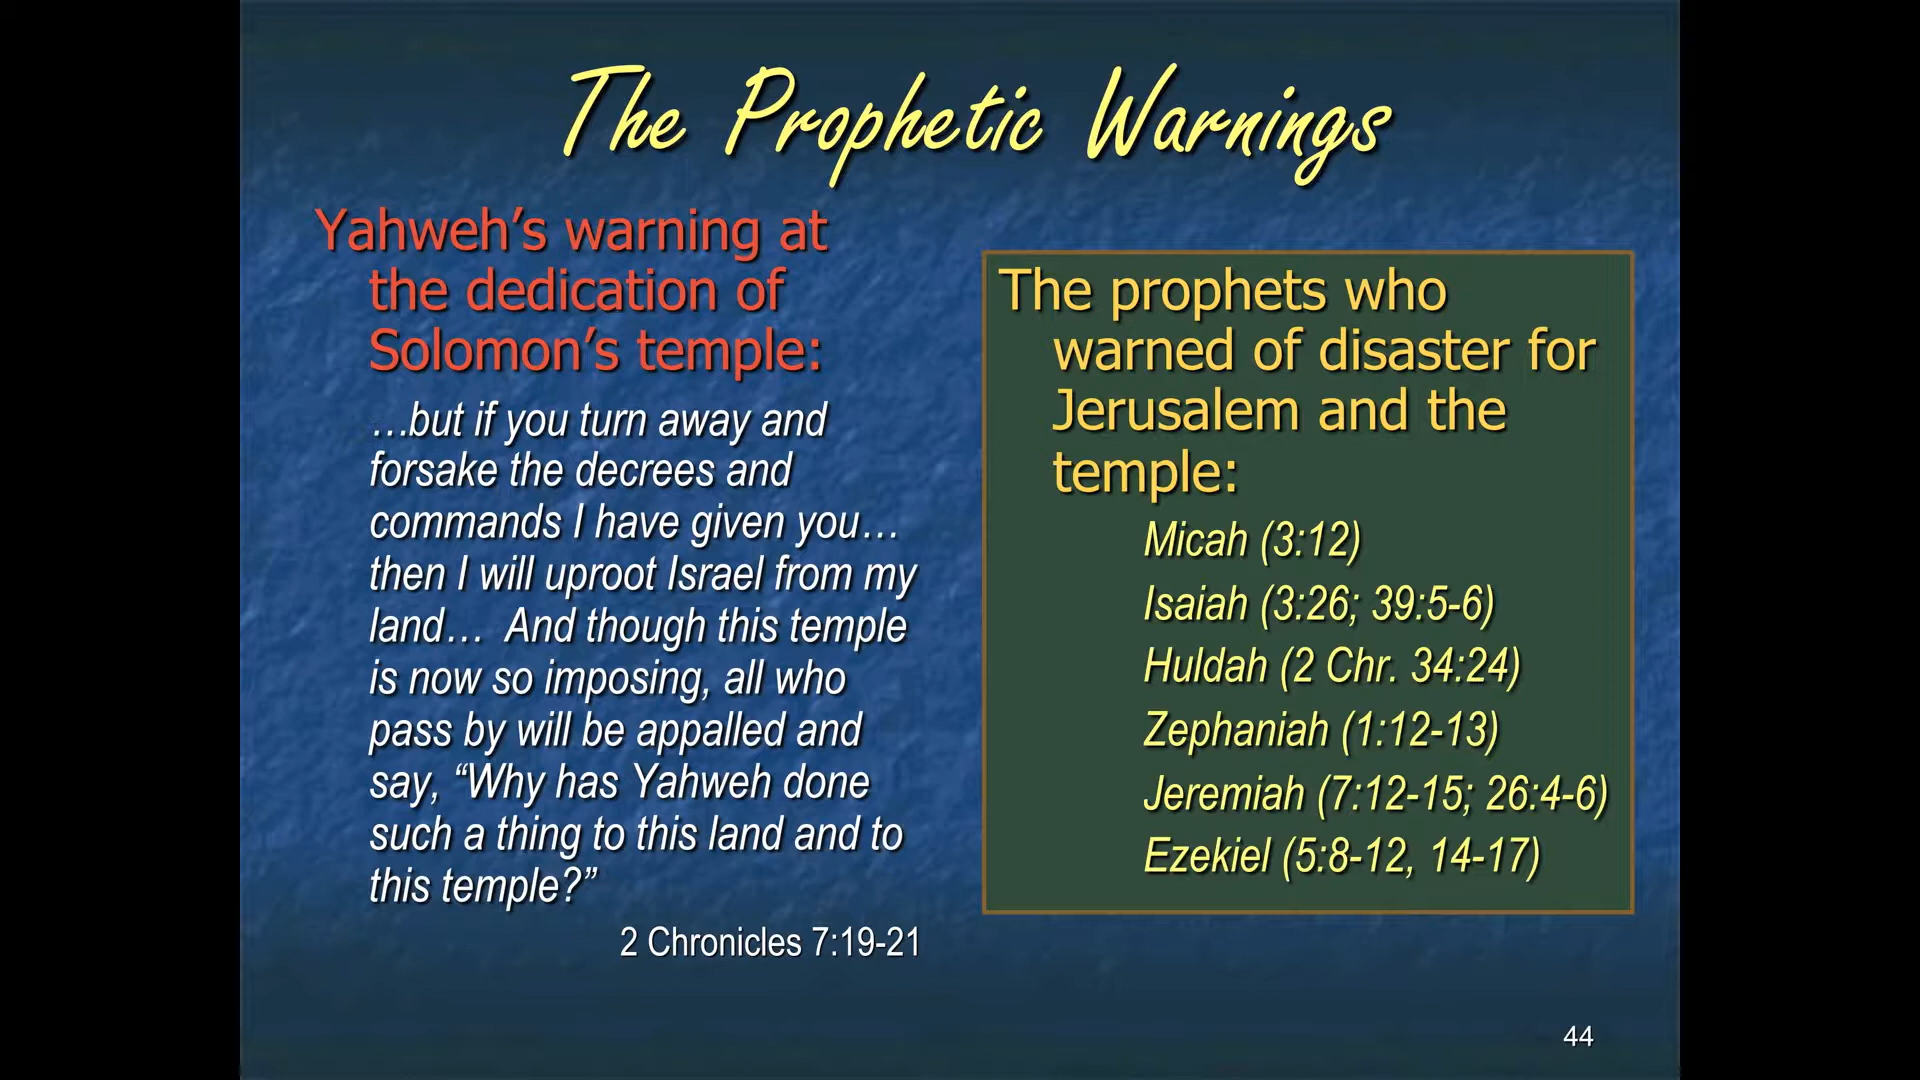 The Prophetic Warnings
Yahweh’s warning at
the dedication of
Solomon’s temple:
…but if you turn away and
forsake the decrees and
commands I have given you…
then I will uproot Israel from my
land…  And though this temple
is now so imposing, all who
pass by will be appalled and
say, “Why has Yahweh done
such a thing to this land and to
this temple?”
2 Chronicles 7:19-21
The prophets who
warned of disaster for
Jerusalem and the
temple:
Micah (3:12)
Isaiah (3:26; 39:5-6)
Huldah (2 Chr. 34:24)
Zephaniah (1:12-13)
Jeremiah (7:12-15; 26:4-6)
Ezekiel (5:8-12, 14-17)
44